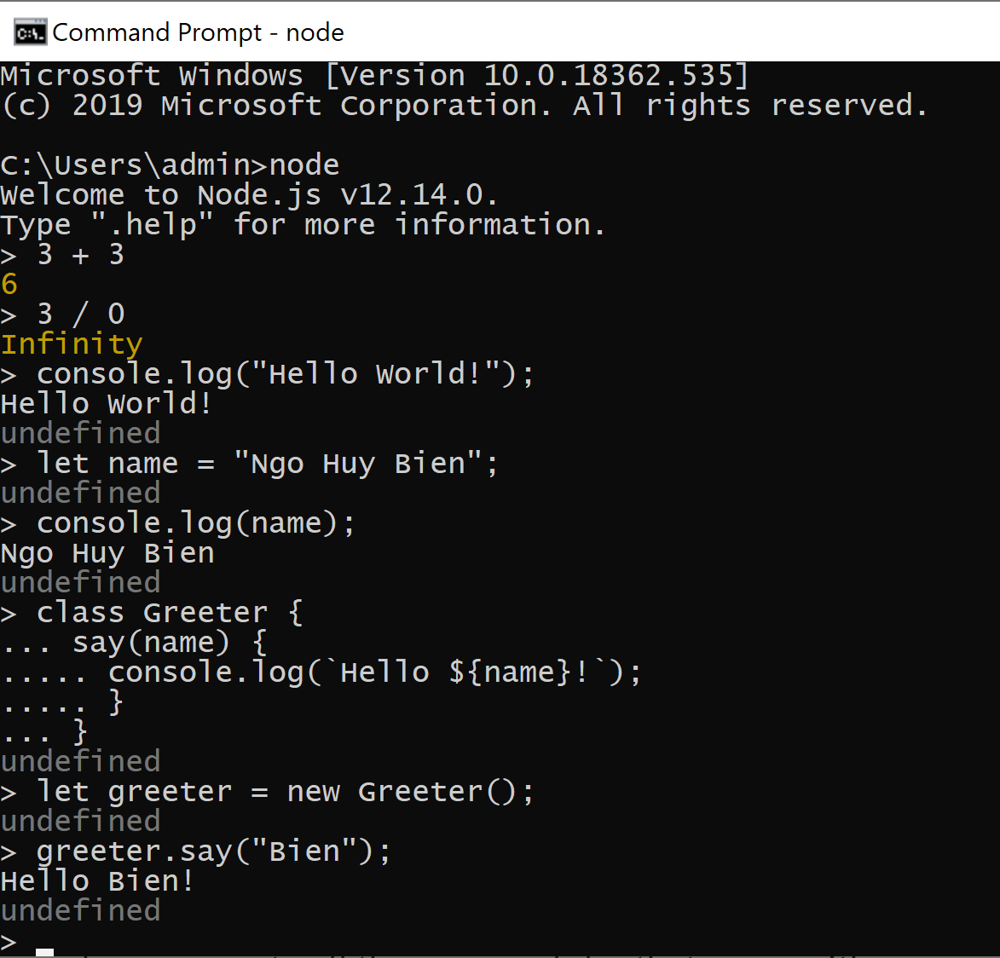 Command Prompt - node
Microsoft Windows [Version 10.0.18362.535]
(c) 2019 Microsoft Corporation. All rights reserved.
C:\Users\admin>node
Welcome to Node.js v12.14.0.
Type ".help" for more information.
> 3 + 3
6
> 3 / 0
Infinity
> console.log("Hello World!");
Hello World!
undefined
> let name = "Ngo Huy Bien";
undefined
> console.log(name);
Ngo Huy Bien
undefined
> class Greeter {
... say(name) {
..... console.log(`Hello ${name}!`);
..... }
... }
undefined
> let greeter = new Greeter();
undefined
> greeter.say("Bien");
Hello Bien!
undefined
>